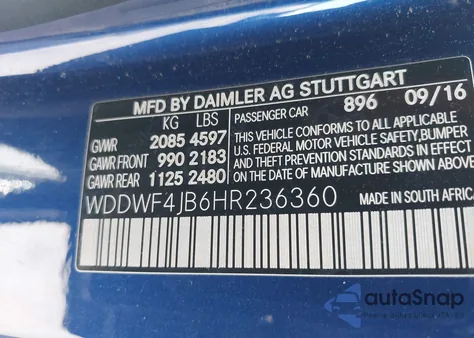 MFD BY DAIMLER AG STUTTGART
KG LBS PASSENGER CAR 896 09/16
GVWR 2085 4597
GAWR FRONT 990 2183
GAWR REAR 1125 2480
THIS VEHICLE CONFORMS TO ALL APPLICABLE
U.S. FEDERAL MOTOR VEHICLE SAFETY, BUMPER
AND THEFT PREVENTION STANDARDS IN EFFECT
ON THE DATE OF MANUFACTURE SHOWN ABOVE
WDDWF4JB6HR236360
MADE IN SOUTH AFRICA
autoSnap